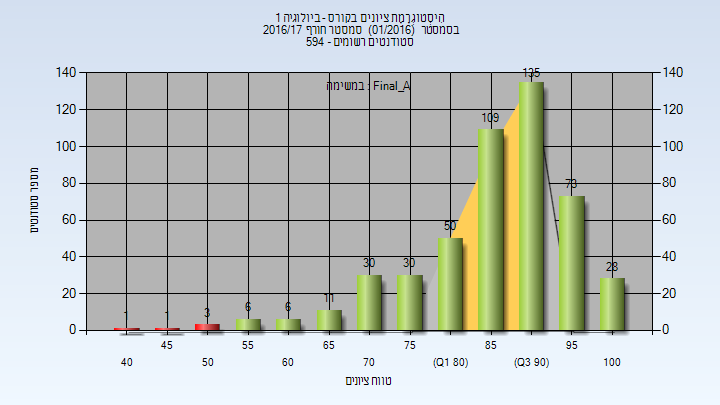 היסטוגרמת ציונים בקורס - ביולוגיה 1
בסמסטר (01/2016) סמסטר חורף 2016/17
סטודנטים רשומים - 594
במשימה : Final_A
מספר סטודנטים
140 140
120 120
100 100
80 80
60 60
40 40
20 20
0 0
1 1 3 6 6 11 30 30 50 109 135 73 28
45 55 65 75 85 95
40 50 60 70 (Q1 80) (Q3 90) 100
טווח ציונים